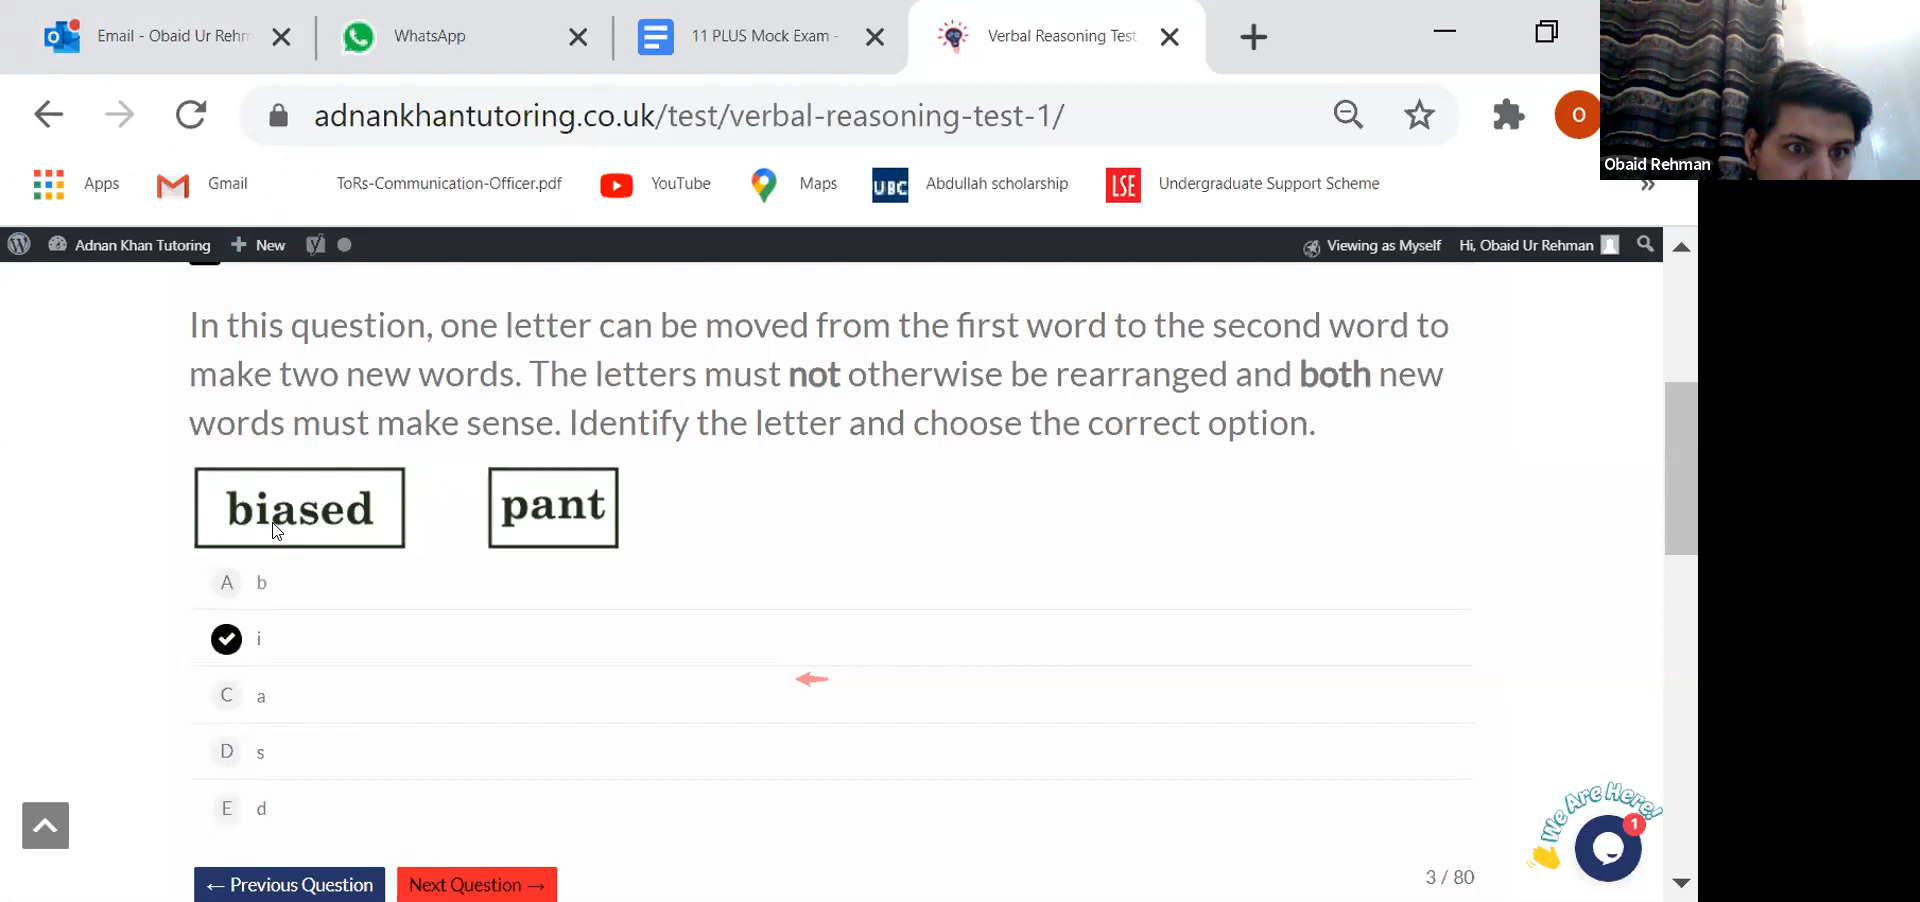 Email - Obaid Ur Rehm
WhatsApp
11 PLUS Mock Exam -
Verbal Reasoning Test
adnankhantutoring.co.uk/test/verbal-reasoning-test-1/
O
Obaid Rehman
Apps
Gmail
ToRs-Communication-Officer.pdf
YouTube
UBC
Maps
Abdullah scholarship
LSE
Undergraduate Support Scheme
»
Adnan Khan Tutoring
+ New
Viewing as Myself
Hi, Obaid Ur Rehman
In this question, one letter can be moved from the first word to the second word to
make two new words. The letters must not otherwise be rearranged and both new
words must make sense. Identify the letter and choose the correct option.
biased
pant
A b
i
C a
D s
E d
We Are Here!
1
← Previous Question
Next Question →
3 / 80